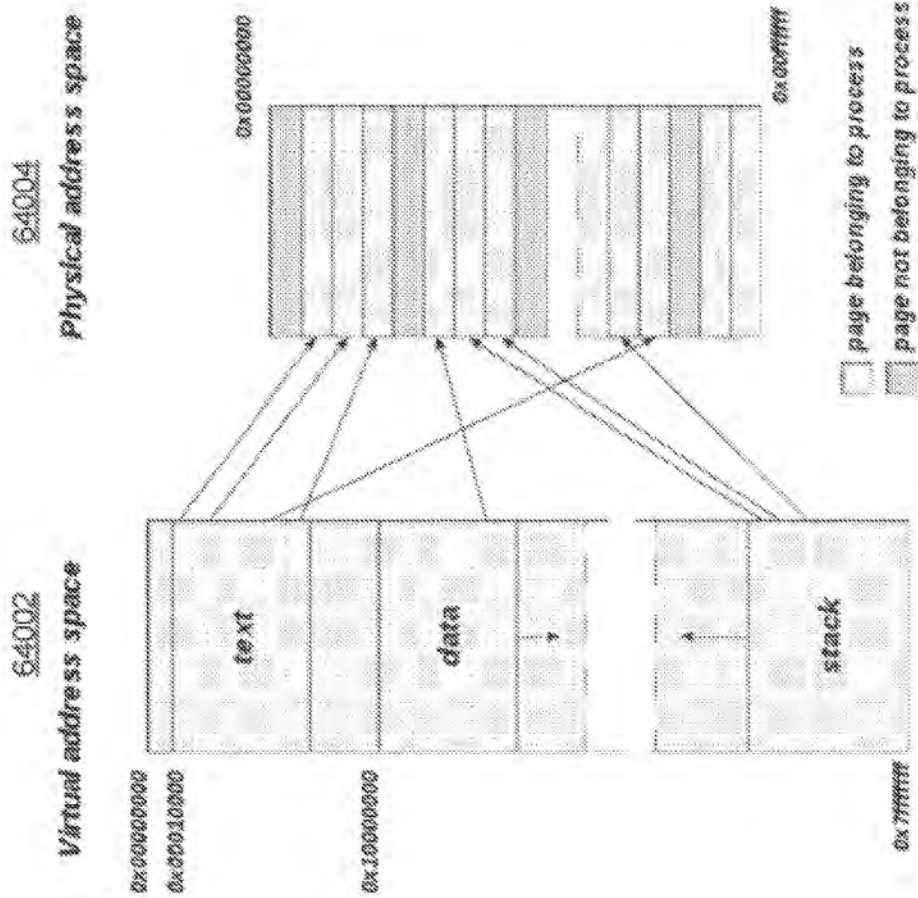 64002
Virtual address space
0x00000000
0x00010000
0x10000000
0x7fffffff
text
data
stack
64004
Physical address space
0x00000000
0x00ffffff
page belonging to process
page not belonging to process